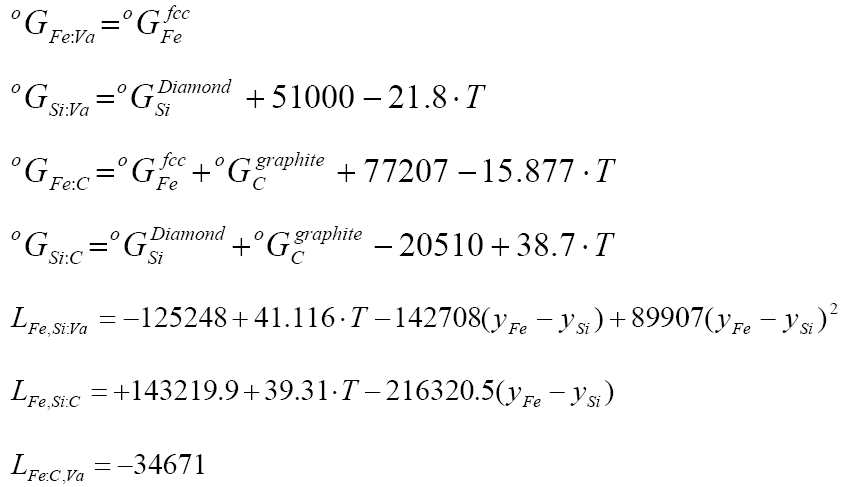 °G_{Fe:Va} = °G_{Fe}^{fcc}
°G_{Si:Va} = °G_{Si}^{Diamond} + 51000 − 21.8 · T
°G_{Fe:C} = °G_{Fe}^{fcc} + °G_{C}^{graphite} + 77207 − 15.877 · T
°G_{Si:C} = °G_{Si}^{Diamond} + °G_{C}^{graphite} − 20510 + 38.7 · T
L_{Fe,Si:Va} = −125248 + 41.116 · T − 142708(y_{Fe} − y_{Si}) + 89907(y_{Fe} − y_{Si})^{2}
L_{Fe,Si:C} = +143219.9 + 39.31 · T − 216320.5(y_{Fe} − y_{Si})
L_{Fe:C,Va} = −34671